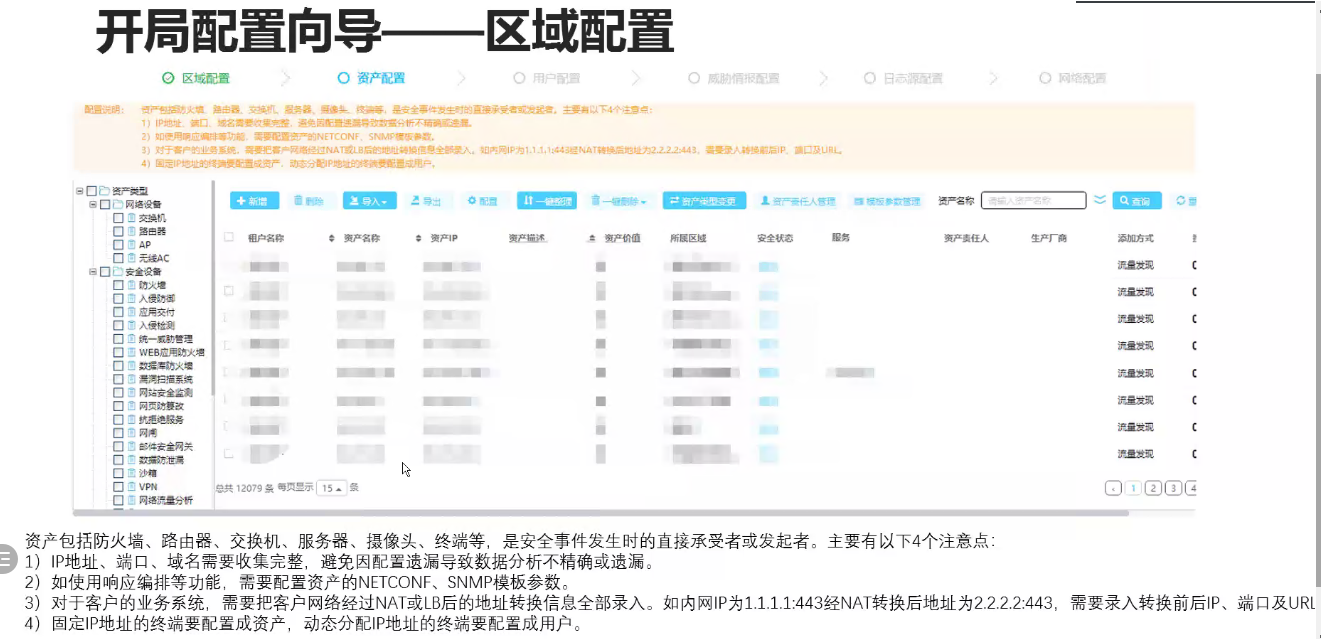 开局配置向导——区域配置
区域配置 资产配置 用户配置 威胁情报配置 日志源配置 网络配置
配置说明: 资产包括防火墙、路由器、交换机、服务器、摄像头、终端等，是安全事件发生时的直接承受者或发起者。主要有以下4个注意点:
1）IP地址、端口、域名需要收集完整，避免因配置遗漏导致数据分析不精确或遗漏。
2）如使用响应编排等功能，需要配置资产的NETCONF、SNMP模板参数。
3）对于客户的业务系统，需要把客户网络经过NAT或LB后的地址转换信息全部录入。如内网IP为1.1.1.1:443经NAT转换后地址为2.2.2.2:443，需要录入转换前后IP、端口及URL。
4）固定IP地址的终端要配置成资产，动态分配IP地址的终端要配置成用户。
资产类型
网络设备
交换机
路由器
AP
无线AC
安全设备
防火墙
入侵防御
应用交付
入侵检测
统一威胁管理
WEB应用防火墙
数据库防火墙
漏洞扫描系统
网站安全监测
网页防篡改
抗拒绝服务
网闸
邮件安全网关
数据防泄漏
沙箱
VPN
网络流量分析
新增 删除 导入 导出 配置 一键整理 一键删除 资产类型变更 资产责任人管理 模板参数管理 资产名称 请输入资产名称 查询
租户名称 资产名称 资产IP 资产描述 资产价值 所属区域 安全状态 服务 资产责任人 生产厂商 添加方式
流量发现
流量发现
流量发现
流量发现
流量发现
流量发现
流量发现
流量发现
总共 12079 条 每页显示 15 条
1 2 3 4
资产包括防火墙、路由器、交换机、服务器、摄像头、终端等，是安全事件发生时的直接承受者或发起者。主要有以下4个注意点：
1）IP地址、端口、域名需要收集完整，避免因配置遗漏导致数据分析不精确或遗漏。
2）如使用响应编排等功能，需要配置资产的NETCONF、SNMP模板参数。
3）对于客户的业务系统，需要把客户网络经过NAT或LB后的地址转换信息全部录入。如内网IP为1.1.1.1:443经NAT转换后地址为2.2.2.2:443，需要录入转换前后IP、端口及URL
4）固定IP地址的终端要配置成资产，动态分配IP地址的终端要配置成用户。